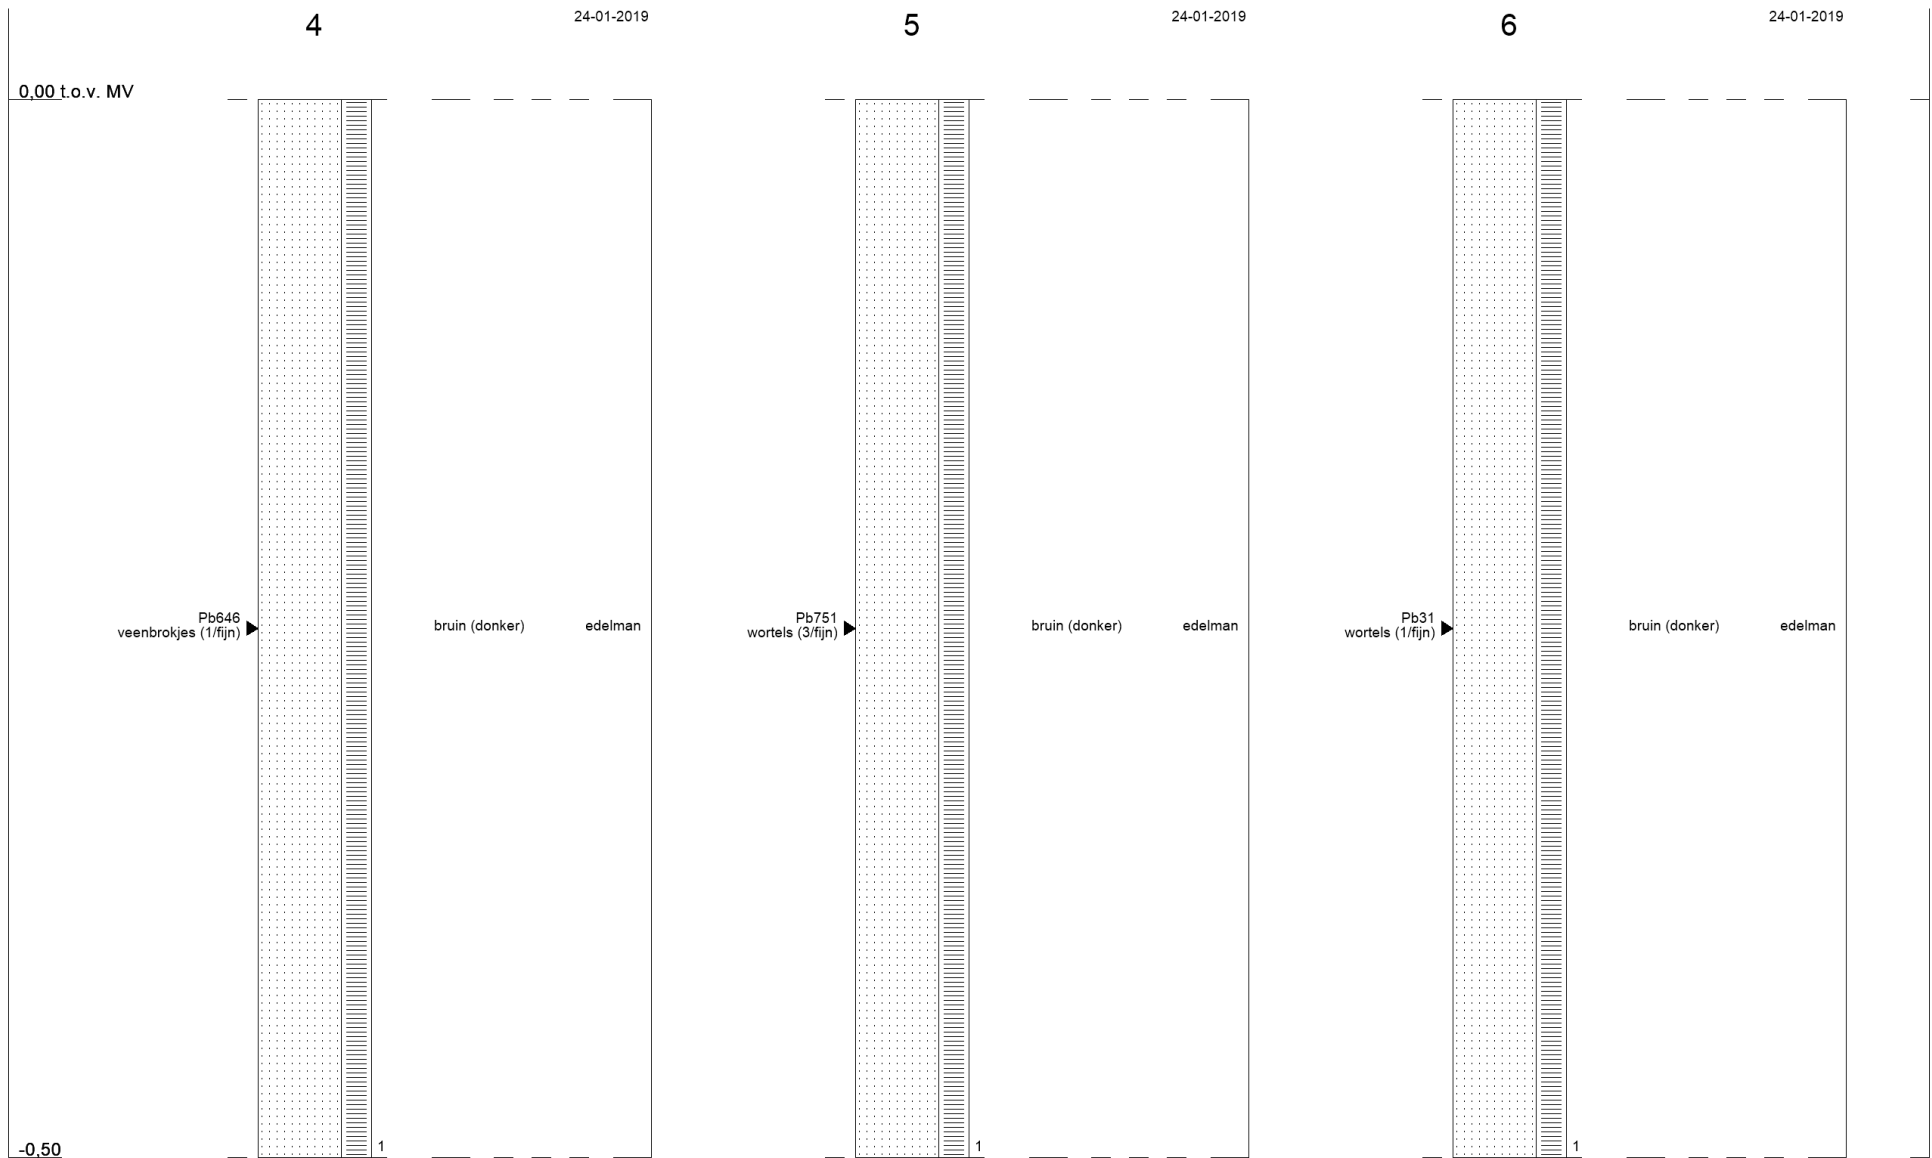 4
24-01-2019
5
24-01-2019
6
24-01-2019
0,00 t.o.v. MV
Pb646
veenbrokjes (1/fijn)
bruin (donker)
edelman
Pb751
wortels (3/fijn)
bruin (donker)
edelman
Pb31
wortels (1/fijn)
bruin (donker)
edelman
-0,50
1
1
1